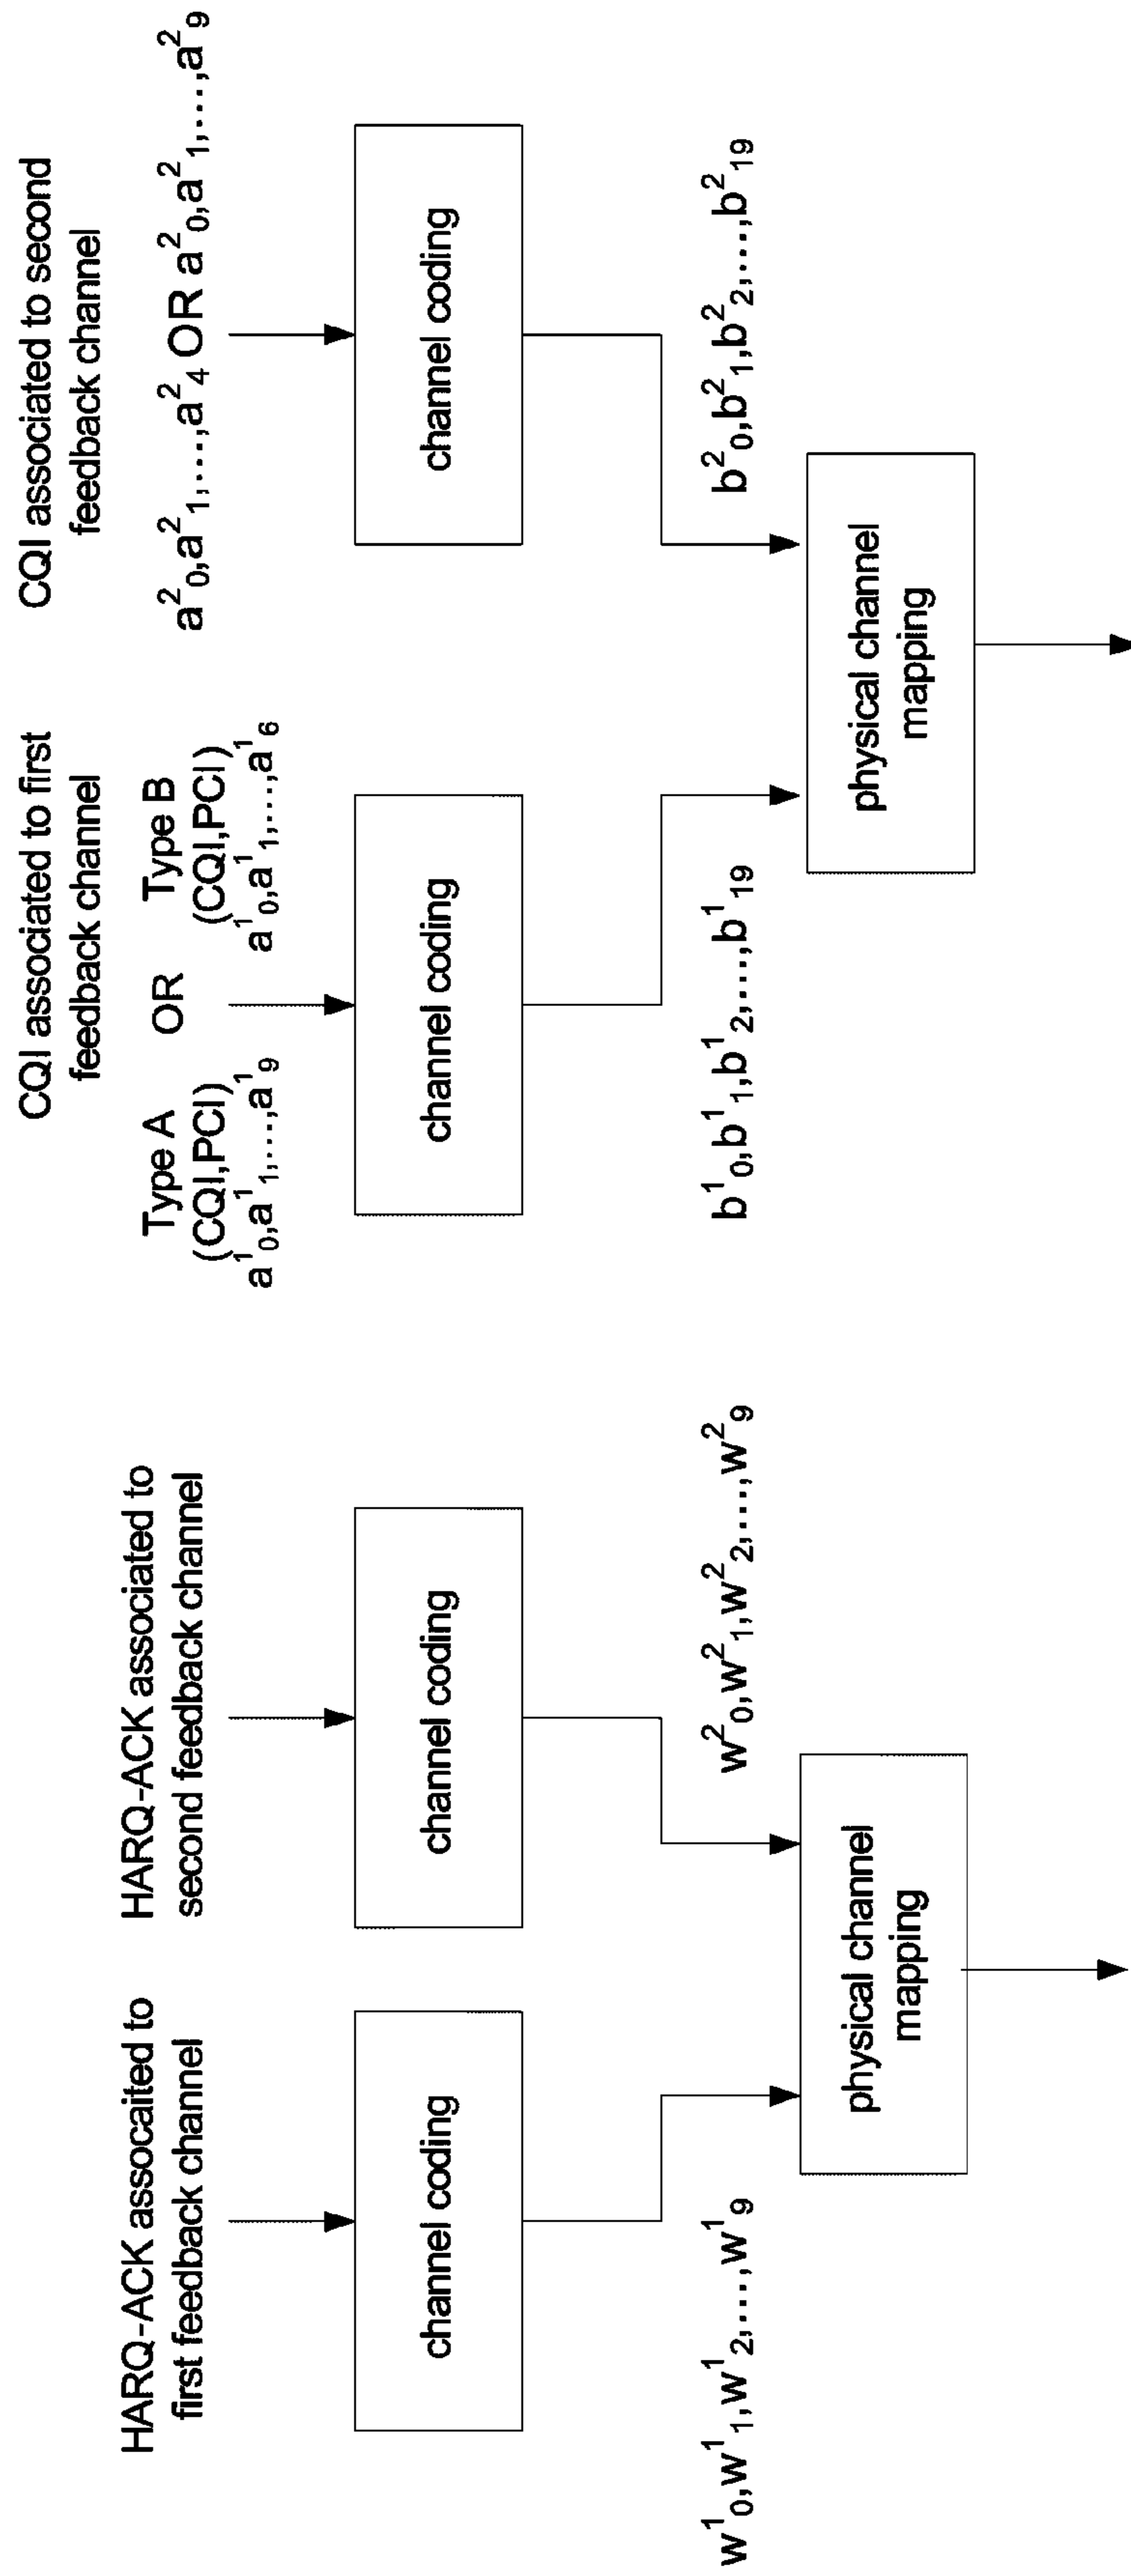 HARQ-ACK assocaited to
first feedback channel
channel coding
w¹₀,w¹₁,w¹₂,...,w¹₉
HARQ-ACK associated to
second feedback channel
channel coding
w²₀,w²₁,w²₂,...,w²₉
physical channel
mapping
CQI associated to first
feedback channel
Type A OR Type B
(CQI,PCI) (CQI,PCI)
a¹₀,a¹₁,...,a¹₉ a¹₀,a¹₁,...,a¹₆
channel coding
b¹₀,b¹₁,b¹₂,...,b¹₁₉
CQI associated to second
feedback channel
a²₀,a²₁,...,a²₄ OR a²₀,a²₁,...,a²₉
channel coding
b²₀,b²₁,b²₂,...,b²₁₉
physical channel
mapping